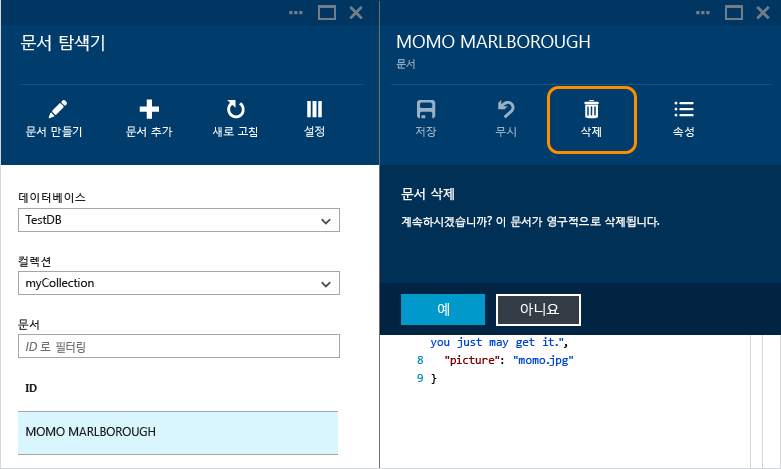 문서 탐색기
문서 만들기
문서 추가
새로 고침
설정
데이터베이스
TestDB
컬렉션
myCollection
문서
ID 로 필터링
ID
MOMO MARLBOROUGH
MOMO MARLBOROUGH
문서
저장
무시
삭제
속성
문서 삭제
계속하시겠습니까? 이 문서가 영구적으로 삭제됩니다.
예
아니요
you just may get it.",
8 "picture": "momo.jpg"
9 }